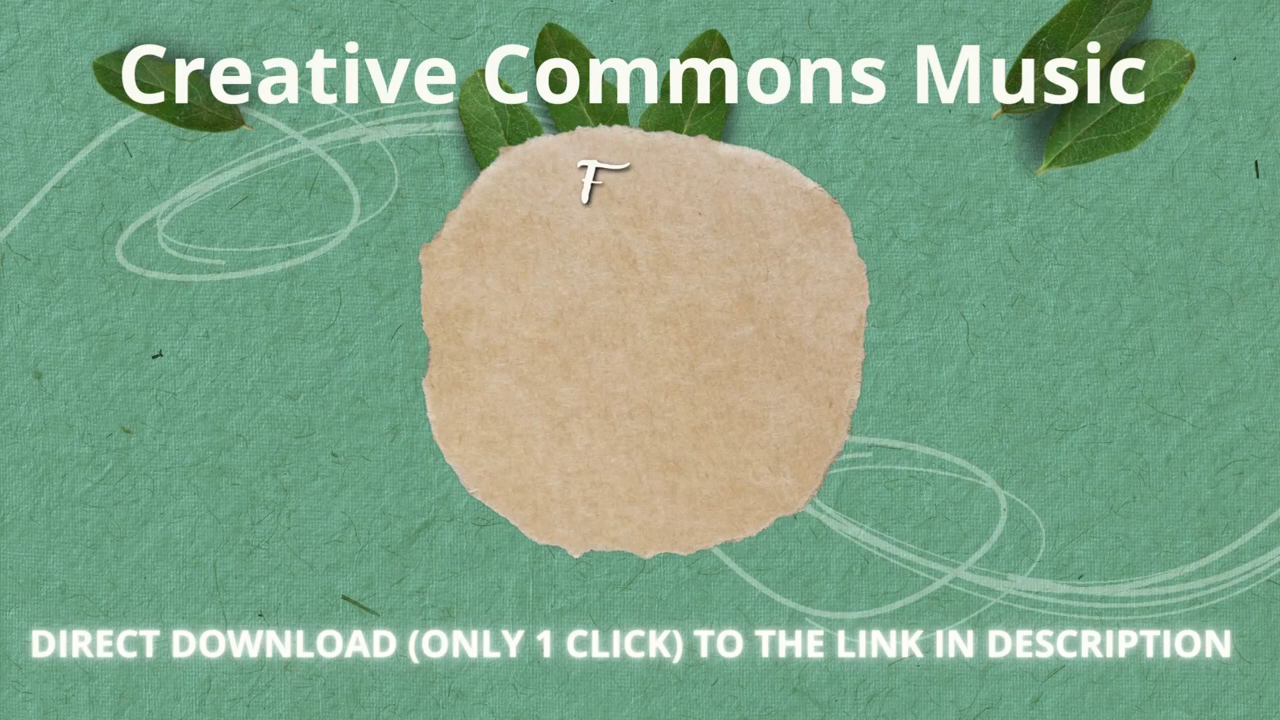 Creative Commons Music
F
DIRECT DOWNLOAD (ONLY 1 CLICK) TO THE LINK IN DESCRIPTION